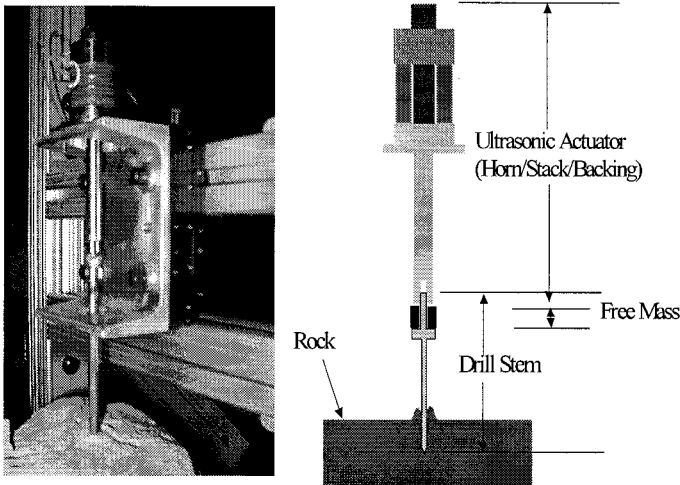 Ultrasonic Actuator
(Horn/Stack/Backing)
Free Mass
Rock
Drill Stem